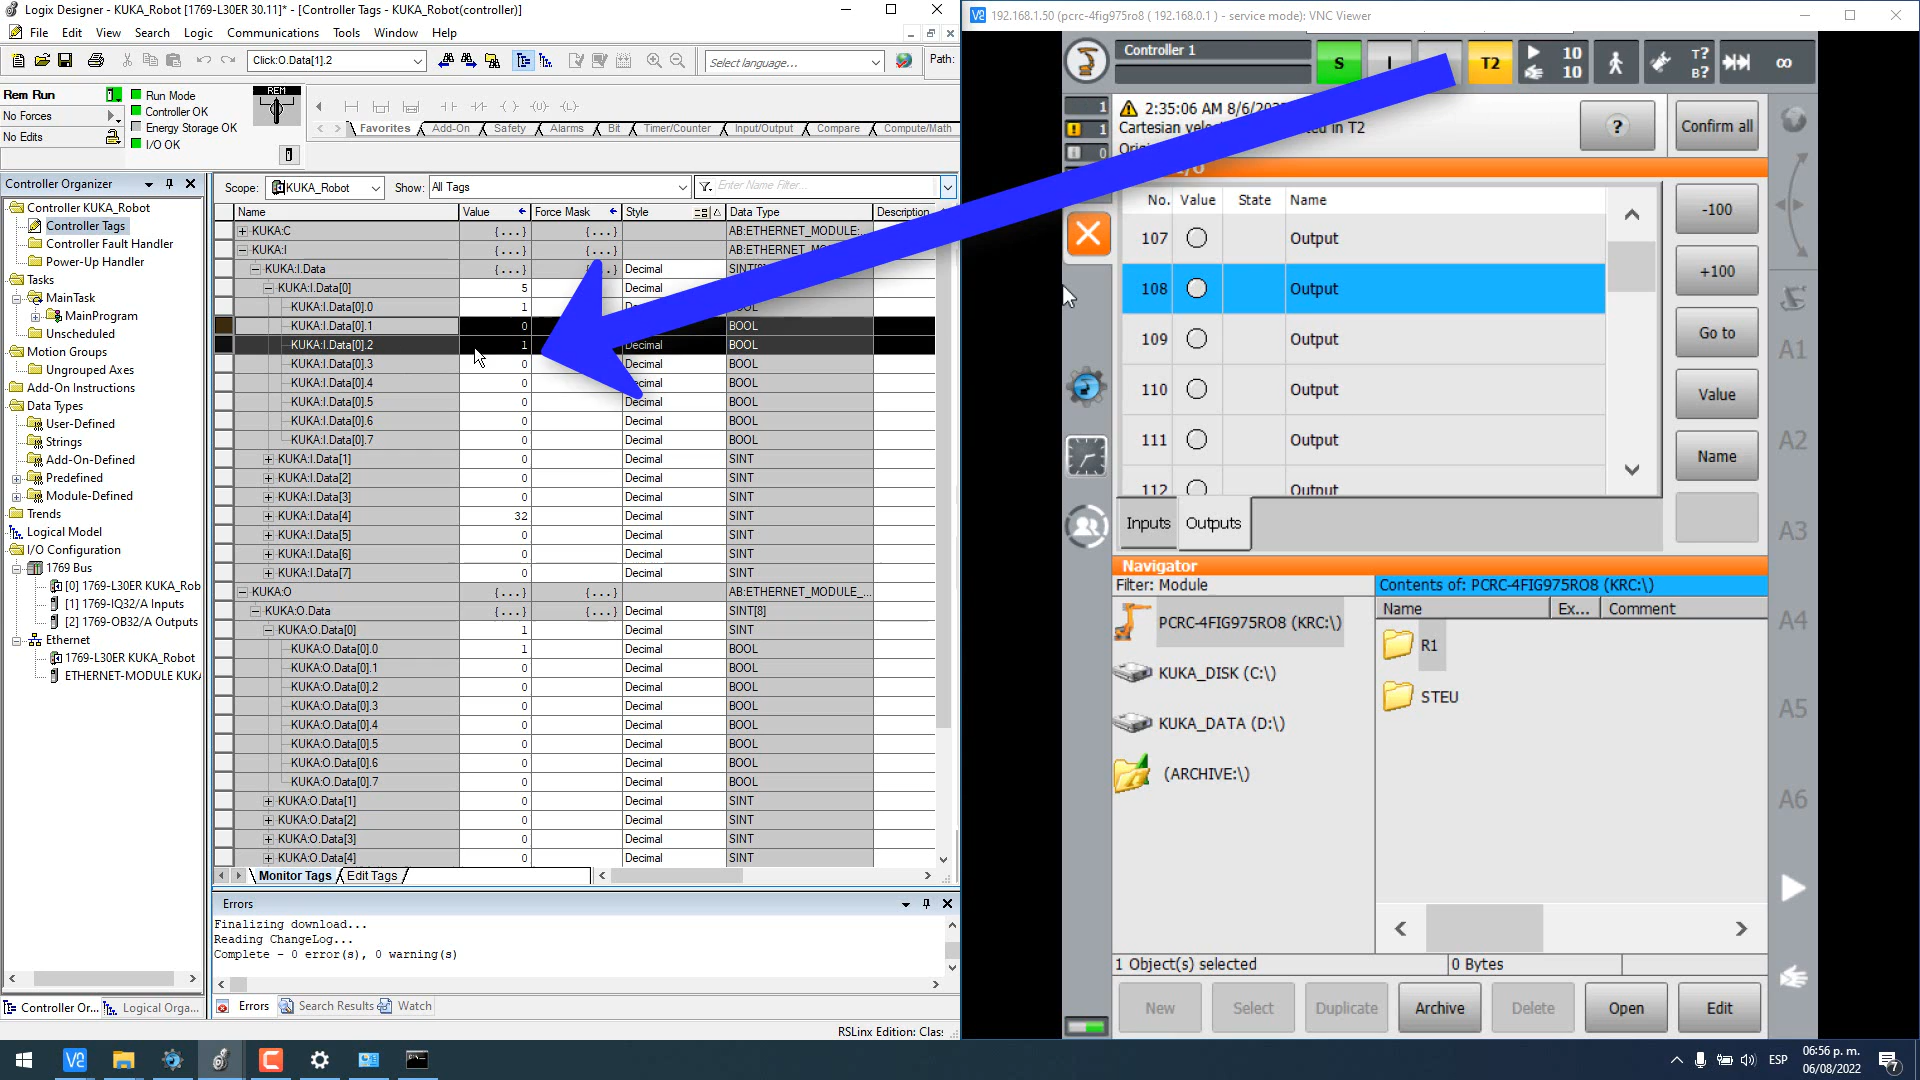 Logix Designer - KUKA_Robot [1769-L30ER 30.11]* - [Controller Tags - KUKA_Robot(controller)]
File Edit View Search Logic Communications Tools Window Help
Click:O.Data[1].2
Select language...
Path:
Rem Run
No Forces
No Edits
Run Mode
Controller OK
Energy Storage OK
I/O OK
REM
Favorites Add-On Safety Alarms Bit Timer/Counter Input/Output Compare Compute/Math
Controller Organizer
Controller KUKA_Robot
Controller Tags
Controller Fault Handler
Power-Up Handler
Tasks
MainTask
MainProgram
Unscheduled
Motion Groups
Ungrouped Axes
Add-On Instructions
Data Types
User-Defined
Strings
Add-On-Defined
Predefined
Module-Defined
Trends
Logical Model
I/O Configuration
1769 Bus
[0] 1769-L30ER KUKA_Rob
[1] 1769-IQ32/A Inputs
[2] 1769-OB32/A Outputs
Ethernet
1769-L30ER KUKA_Robot
ETHERNET-MODULE KUKA
Controller Or... Logical Orga...
Scope: KUKA_Robot Show: All Tags Enter Name Filter...
Name Value Force Mask Style Data Type Description
KUKA:C {...} {...} AB:ETHERNET_MODULE:...
KUKA:I {...} {...} AB:ETHERNET_M
KUKA:I.Data {...} Decimal
KUKA:I.Data[0] 5 Decimal
KUKA:I.Data[0].0 1
KUKA:I.Data[0].1 0 BOOL
KUKA:I.Data[0].2 1 Decimal BOOL
KUKA:I.Data[0].3 0 Decimal BOOL
KUKA:I.Data[0].4 0 Decimal BOOL
KUKA:I.Data[0].5 0 Decimal BOOL
KUKA:I.Data[0].6 0 Decimal BOOL
KUKA:I.Data[0].7 0 Decimal BOOL
KUKA:I.Data[1] 0 Decimal SINT
KUKA:I.Data[2] 0 Decimal SINT
KUKA:I.Data[3] 0 Decimal SINT
KUKA:I.Data[4] 32 Decimal SINT
KUKA:I.Data[5] 0 Decimal SINT
KUKA:I.Data[6] 0 Decimal SINT
KUKA:I.Data[7] 0 Decimal SINT
KUKA:O {...} {...} AB:ETHERNET_MODULE_...
KUKA:O.Data {...} {...} Decimal SINT[8]
KUKA:O.Data[0] 1 Decimal SINT
KUKA:O.Data[0].0 1 Decimal BOOL
KUKA:O.Data[0].1 0 Decimal BOOL
KUKA:O.Data[0].2 0 Decimal BOOL
KUKA:O.Data[0].3 0 Decimal BOOL
KUKA:O.Data[0].4 0 Decimal BOOL
KUKA:O.Data[0].5 0 Decimal BOOL
KUKA:O.Data[0].6 0 Decimal BOOL
KUKA:O.Data[0].7 0 Decimal BOOL
KUKA:O.Data[1] 0 Decimal SINT
KUKA:O.Data[2] 0 Decimal SINT
KUKA:O.Data[3] 0 Decimal SINT
KUKA:O.Data[4] 0 Decimal SINT
Monitor Tags Edit Tags
Errors
Finalizing download...
Reading ChangeLog...
Complete - 0 error(s), 0 warning(s)
Errors Search Results Watch
RSLinx Edition: Clas
192.168.1.50 (pcrc-4fig975ro8 ( 192.168.0.1 ) - service mode): VNC Viewer
Controller 1
S I T2 10 10 T? B? ∞
1
1
0
2:35:06 AM 8/6/20
Cartesian in T2
?
Confirm all
No. Value State Name
107 Output
108 Output
109 Output
110 Output
111 Output
112 Output
Inputs Outputs
-100
+100
Go to
Value
Name
A1
A2
A3
A4
A5
A6
Navigator
Filter: Module
Contents of: PCRC-4FIG975RO8 (KRC:\)
Name Ex... Comment
PCRC-4FIG975RO8 (KRC:\)
KUKA_DISK (C:\)
KUKA_DATA (D:\)
(ARCHIVE:\)
R1
STEU
1 Object(s) selected
0 Bytes
New Select Duplicate Archive Delete Open Edit
ESP
06:56 p. m.
06/08/2022
7